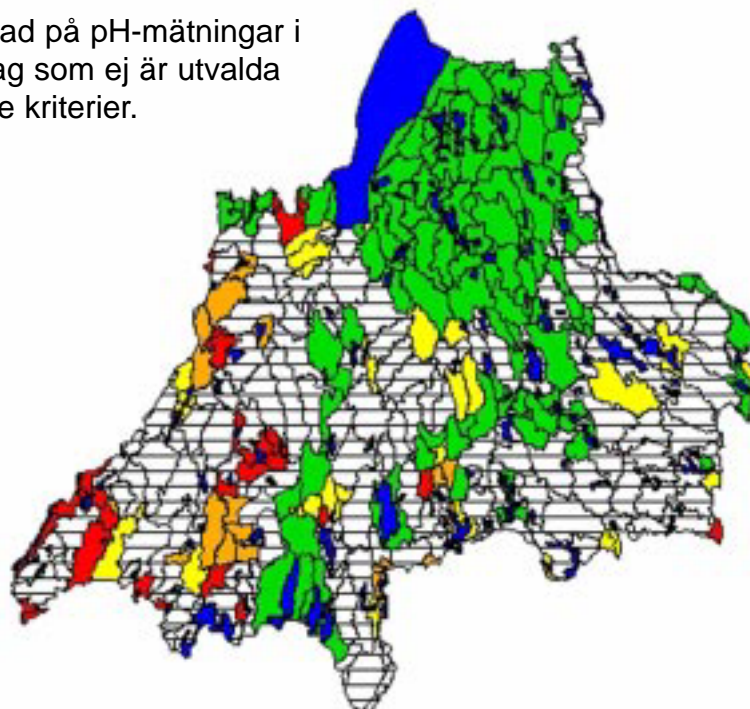 ad på pH-mätningar i
ag som ej är utvalda
e kriterier.